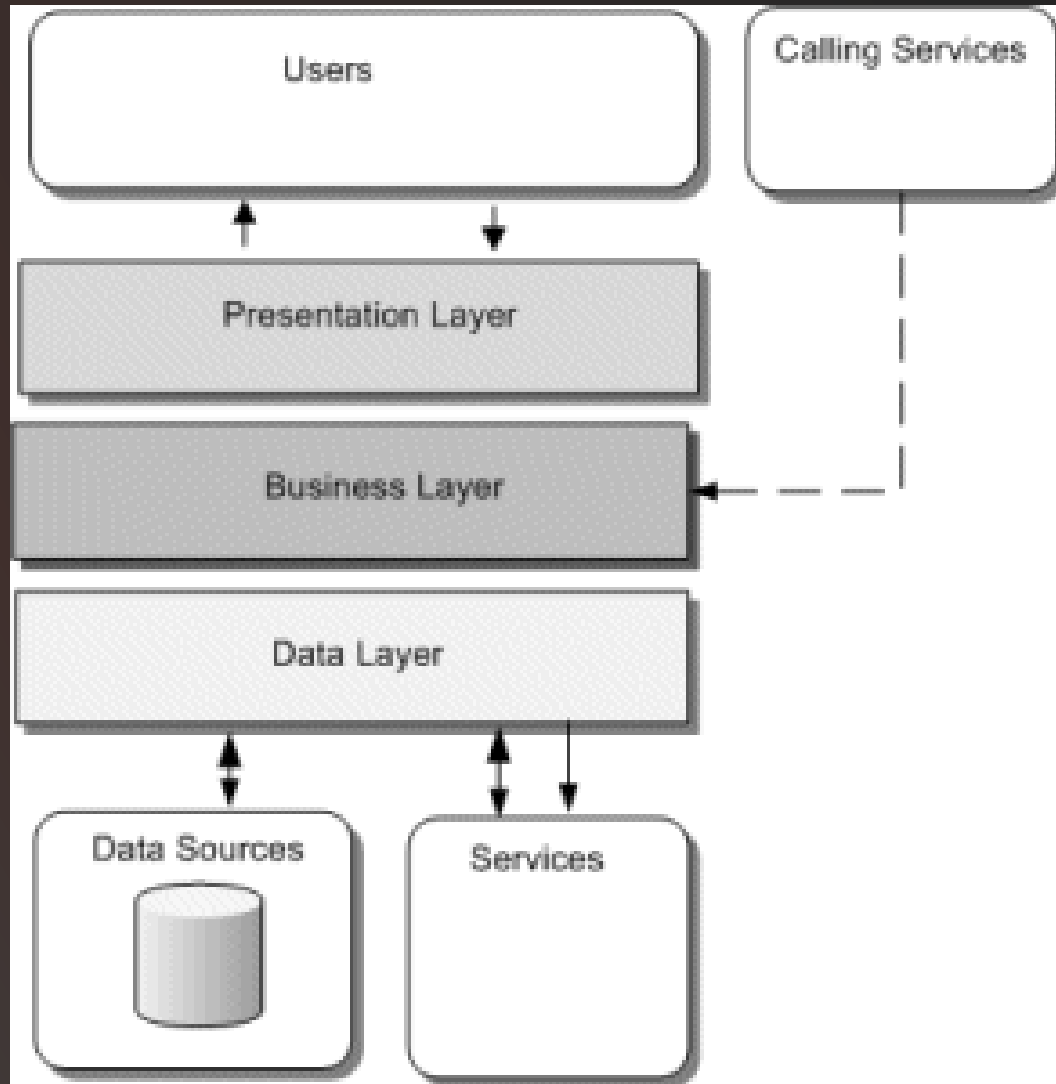 Users
Calling Services
Presentation Layer
Business Layer
Data Layer
Data Sources
Services